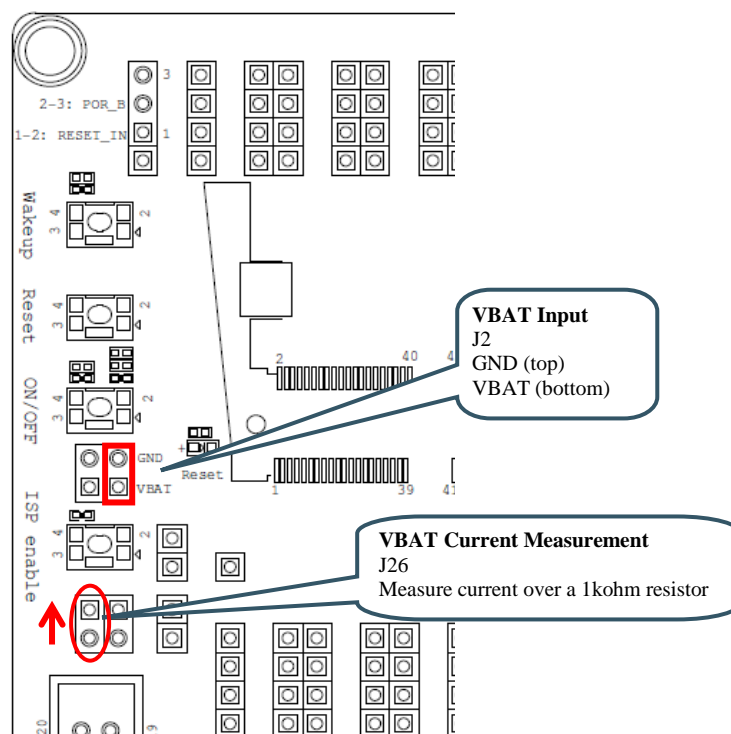 3
2-3: POR_B
1-2: RESET_IN
1
Wakeup
4
3
2
Reset
4
3
2
ON/OFF
4
3
2
GND
VBAT
+
Reset
2
40
4
1
39
41
ISP enable
4
3
2
20
9
VBAT Input
J2
GND (top)
VBAT (bottom)
VBAT Current Measurement
J26
Measure current over a 1kohm resistor